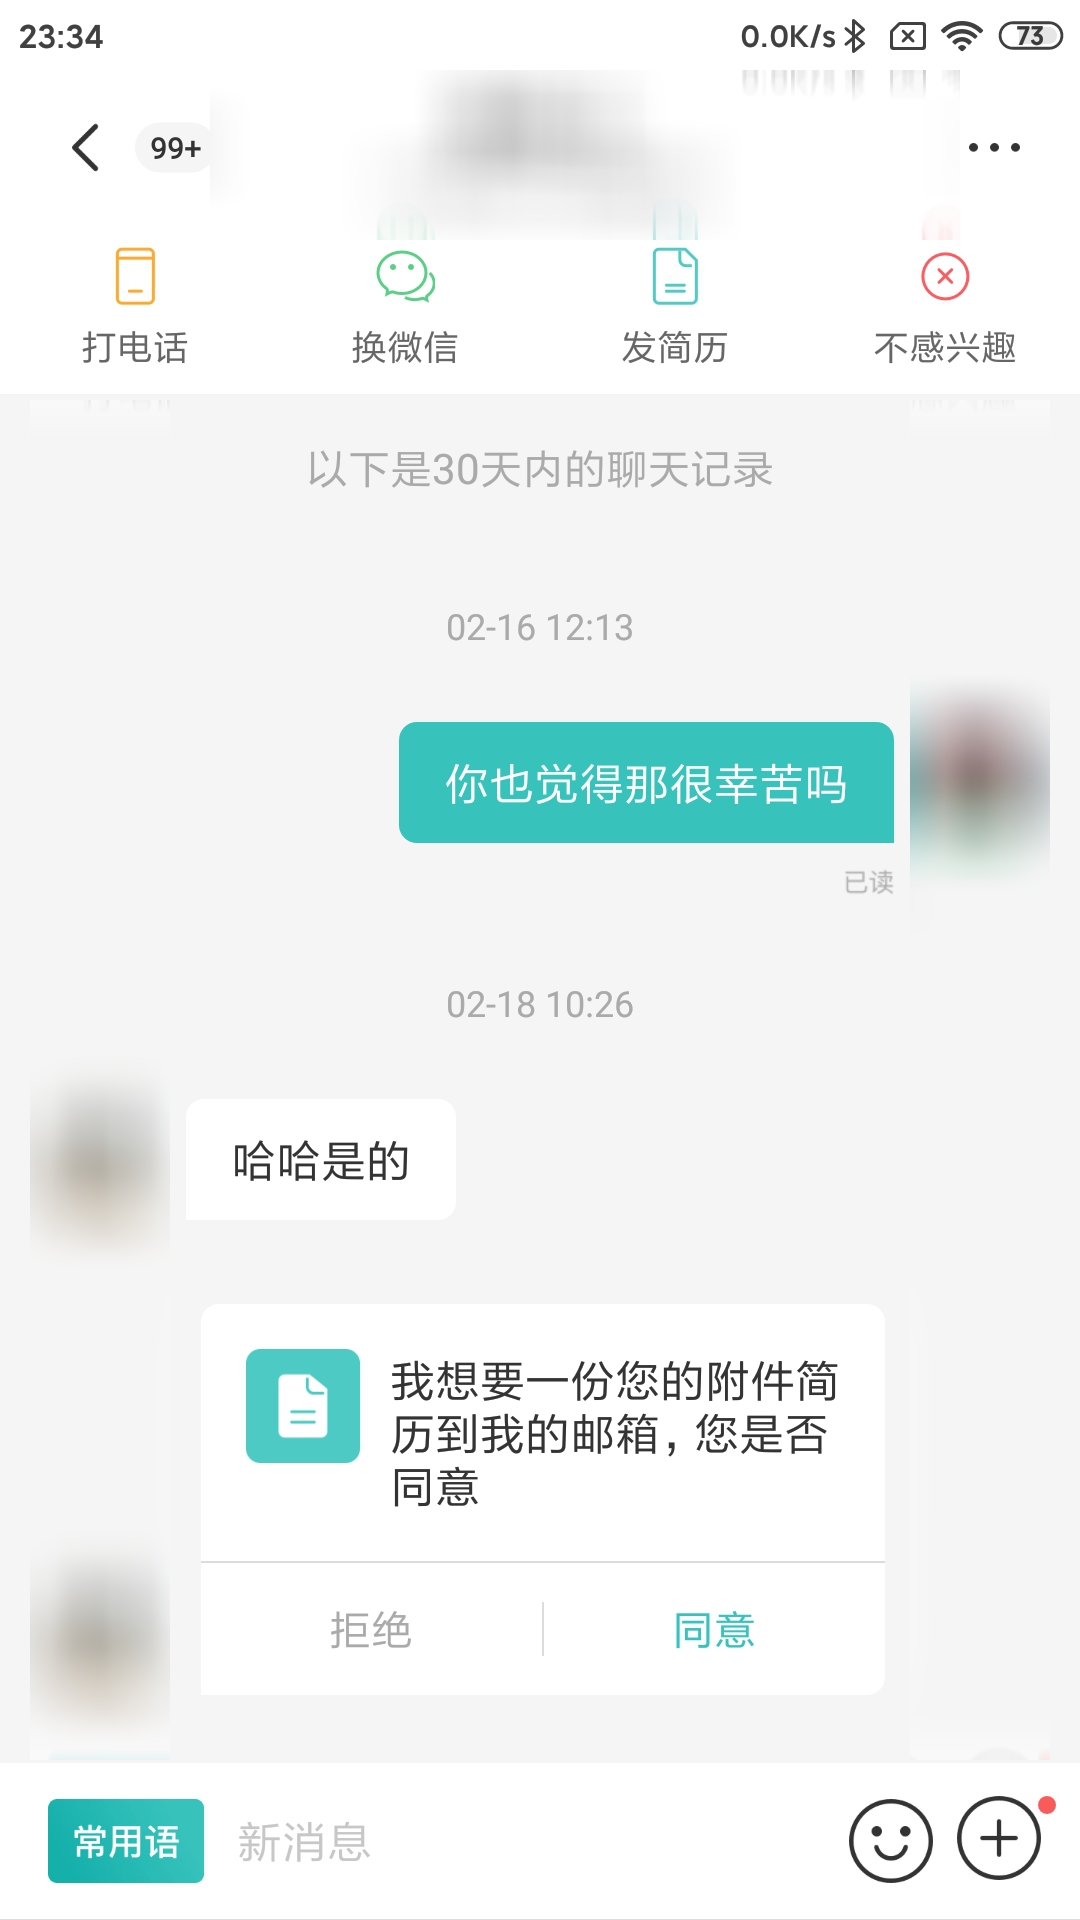 23:34
0.0K/s
73
99+
打电话
换微信
发简历
不感兴趣
以下是30天内的聊天记录
02-16 12:13
你也觉得那很幸苦吗
已读
02-18 10:26
哈哈是的
我想要一份您的附件简
历到我的邮箱，您是否
同意
拒绝
同意
常用语
新消息